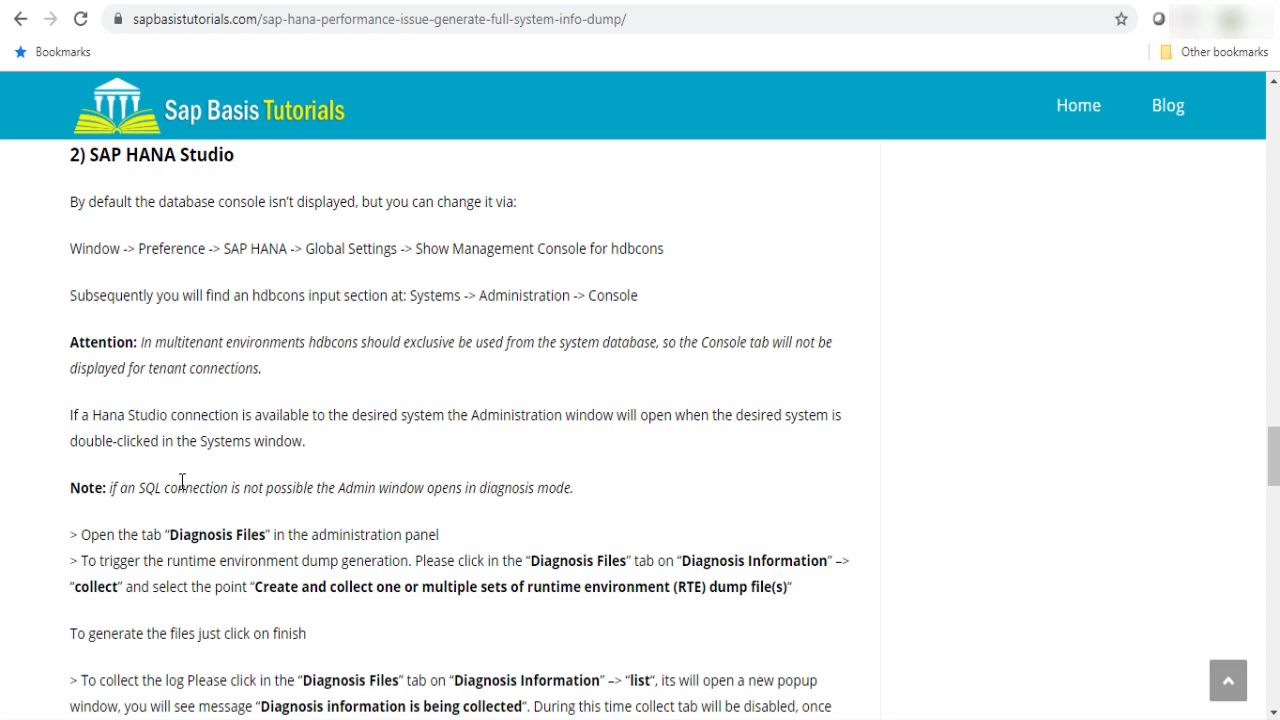 sapbasistutorials.com/sap-hana-performance-issue-generate-full-system-info-dump/
Bookmarks
Other bookmarks
Sap Basis Tutorials
Home
Blog
2) SAP HANA Studio
By default the database console isn't displayed, but you can change it via:
Window -> Preference -> SAP HANA -> Global Settings -> Show Management Console for hdbcons
Subsequently you will find an hdbcons input section at: Systems -> Administration -> Console
Attention: In multitenant environments hdbcons should exclusive be used from the system database, so the Console tab will not be
displayed for tenant connections.
If a Hana Studio connection is available to the desired system the Administration window will open when the desired system is
double-clicked in the Systems window.
Note: if an SQL connection is not possible the Admin window opens in diagnosis mode.
> Open the tab “Diagnosis Files” in the administration panel
> To trigger the runtime environment dump generation. Please click in the “Diagnosis Files” tab on “Diagnosis Information” –>
“collect” and select the point “Create and collect one or multiple sets of runtime environment (RTE) dump file(s)“
To generate the files just click on finish
> To collect the log Please click in the “Diagnosis Files” tab on “Diagnosis Information” –> “list“, its will open a new popup
window, you will see message “Diagnosis information is being collected“. During this time collect tab will be disabled, once